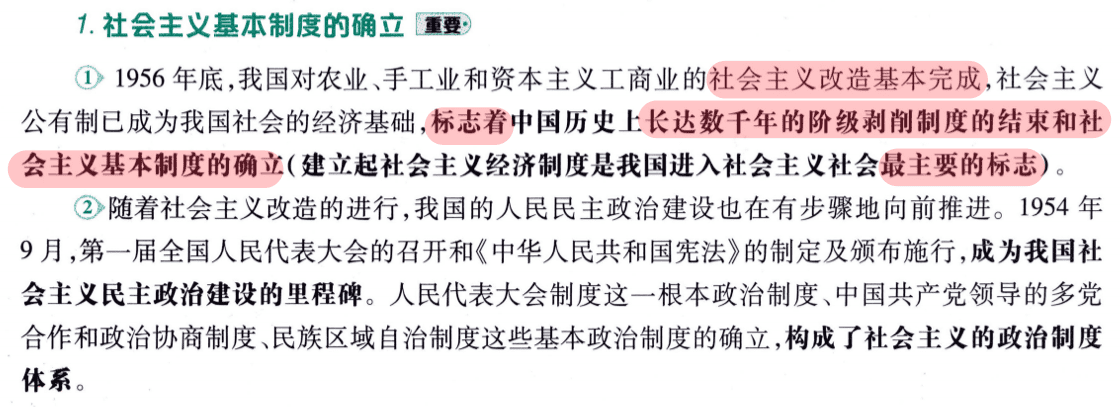 1. 社会主义基本制度的确立 重要
① 1956 年底,我国对农业、手工业和资本主义工商业的社会主义改造基本完成,社会主义
公有制已成为我国社会的经济基础,标志着中国历史上长达数千年的阶级剥削制度的结束和社
会主义基本制度的确立(建立起社会主义经济制度是我国进入社会主义社会最主要的标志)。
②随着社会主义改造的进行,我国的人民民主政治建设也在有步骤地向前推进。1954 年
9 月,第一届全国人民代表大会的召开和《中华人民共和国宪法》的制定及颁布施行,成为我国社
会主义民主政治建设的里程碑。人民代表大会制度这一根本政治制度、中国共产党领导的多党
合作和政治协商制度、民族区域自治制度这些基本政治制度的确立,构成了社会主义的政治制度
体系。